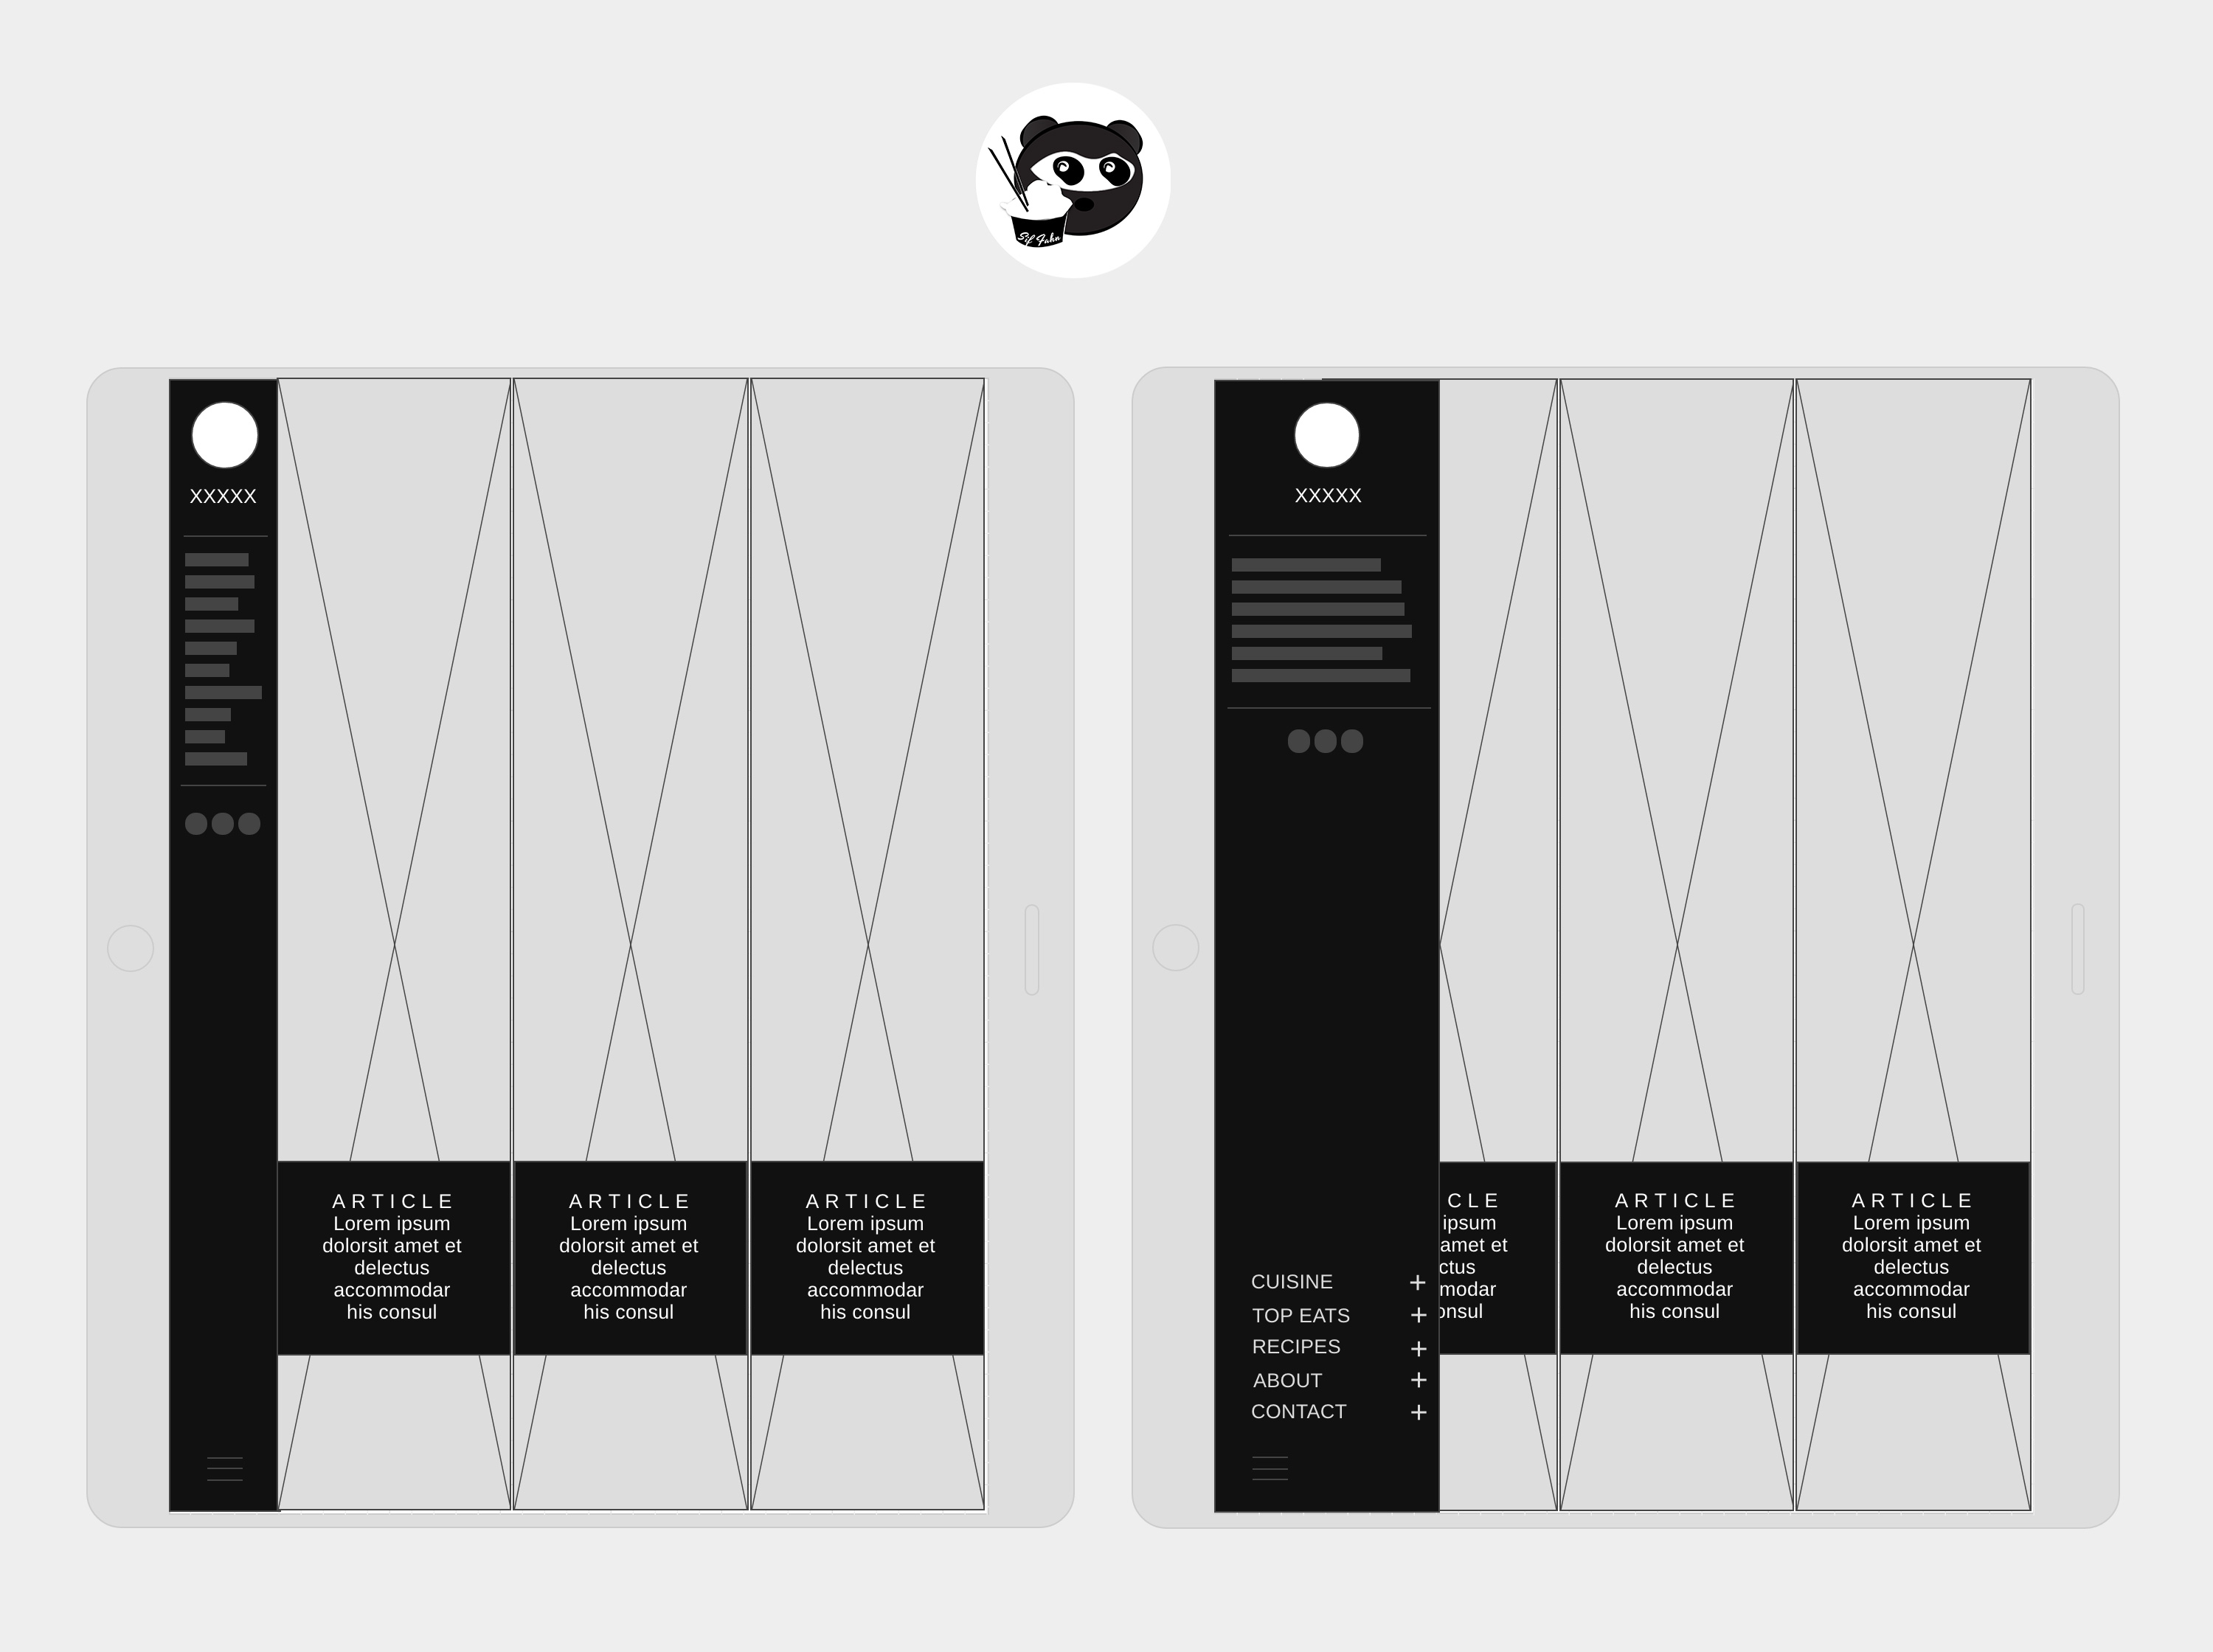 Sif Fahn
XXXXX
ARTICLE
Lorem ipsum
dolorsit amet et
delectus
accommodar
his consul
ARTICLE
Lorem ipsum
dolorsit amet et
delectus
accommodar
his consul
ARTICLE
Lorem ipsum
dolorsit amet et
delectus
accommodar
his consul
XXXXX
CUISINE +
TOP EATS +
RECIPES +
ABOUT +
CONTACT +
CLE
ipsum
amet et
ctus
modar
onsul
ARTICLE
Lorem ipsum
dolorsit amet et
delectus
accommodar
his consul
ARTICLE
Lorem ipsum
dolorsit amet et
delectus
accommodar
his consul